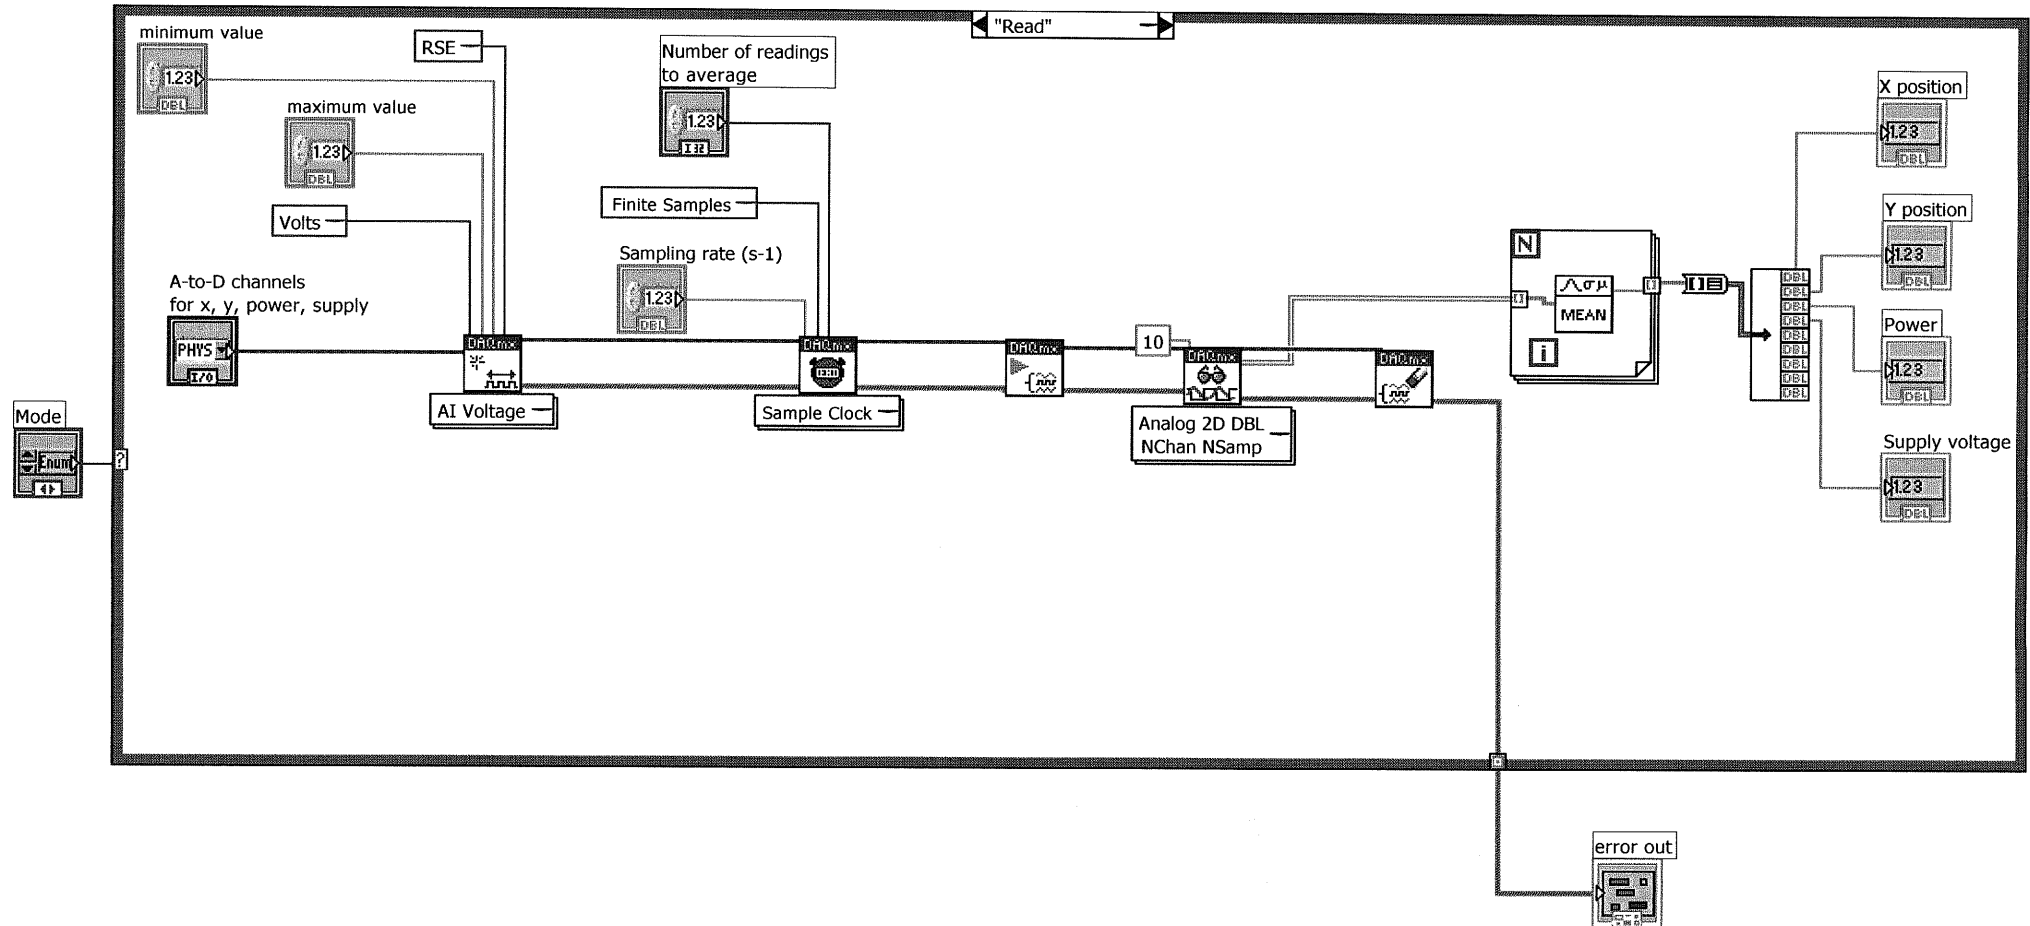 "Read"
minimum value
1.23
DBL
RSE
Number of readings
to average
1.23
I32
maximum value
1.23
DBL
Volts
Finite Samples
Sampling rate (s-1)
1.23
DBL
A-to-D channels
for x, y, power, supply
PHYS
I/O
DAQmx
AI Voltage
DAQmx
Sample Clock
DAQmx
10
DAQmx
Analog 2D DBL
NChan NSamp
DAQmx
N
σμ
MEAN
i
DBL
DBL
DBL
DBL
DBL
DBL
DBL
DBL
DBL
X position
1.23
DBL
Y position
1.23
DBL
Power
1.23
DBL
Supply voltage
1.23
DBL
Mode
Enum
?
error out